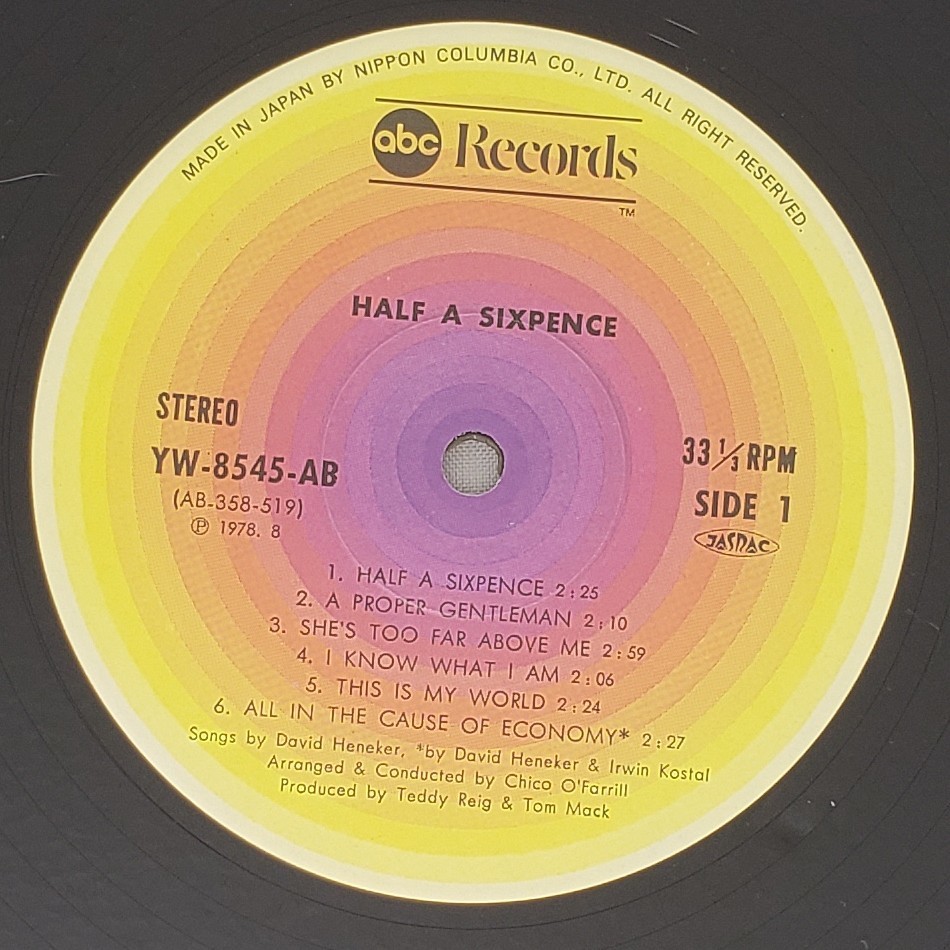 MADE IN JAPAN BY NIPPON COLUMBIA CO., LTD. ALL RIGHT RESERVED.
abc Records
TM
HALF A SIXPENCE
STEREO
YW-8545-AB
(AB-358-519)
Ⓟ 1978. 8
33 1/3 RPM
SIDE 1
JASRAC
1. HALF A SIXPENCE 2:25
2. A PROPER GENTLEMAN 2:10
3. SHE'S TOO FAR ABOVE ME 2:59
4. I KNOW WHAT I AM 2:06
5. THIS IS MY WORLD 2:24
6. ALL IN THE CAUSE OF ECONOMY* 2:27
Songs by David Heneker, *by David Heneker & Irwin Kostal
Arranged & Conducted by Chico O'Farrill
Produced by Teddy Reig & Tom Mack